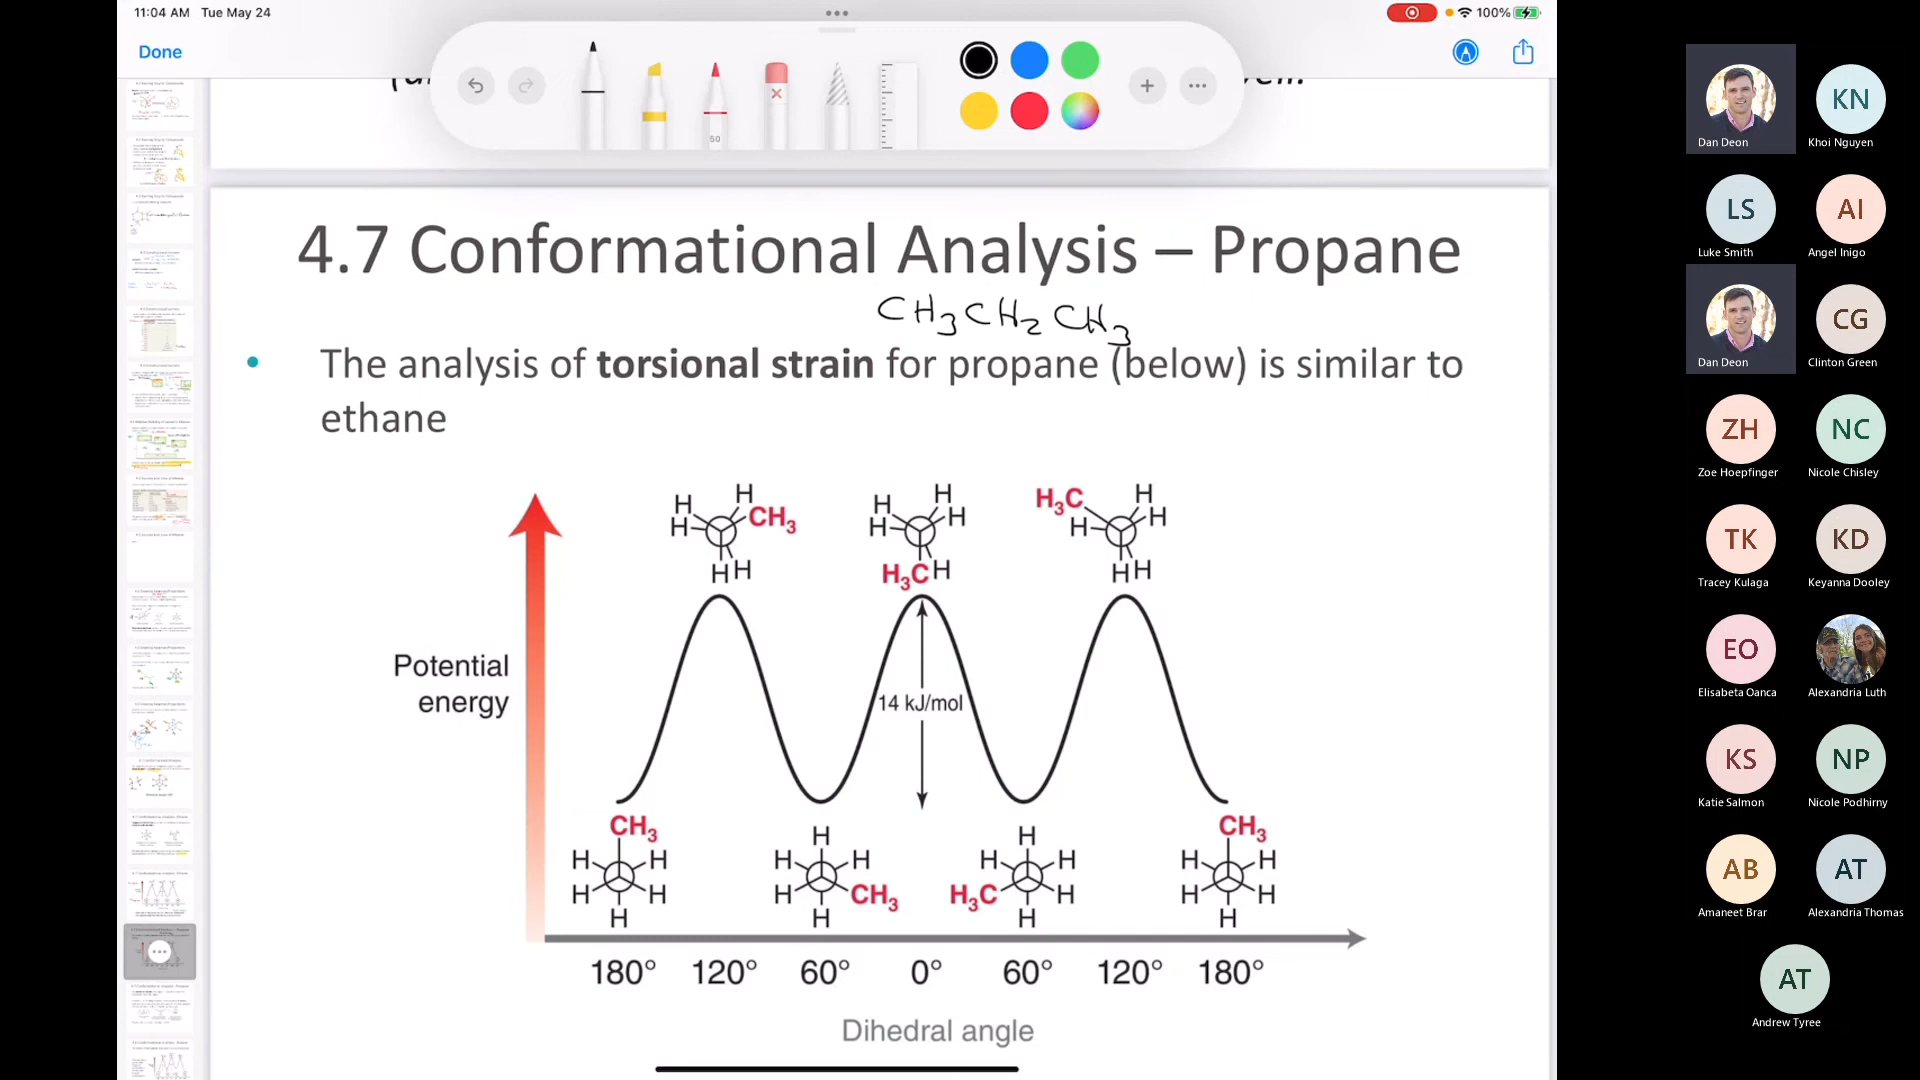 11:04 AM Tue May 24
100%
Done
50
4.7 Conformational Analysis – Propane
CH3CH2CH3
• The analysis of torsional strain for propane (below) is similar to
ethane
Potential
energy
H H H CH3 H H
H H H H H3C H
H3C H H H H H
14 kJ/mol
CH3 H H H H H
H H H CH3 H H
H H H3C H H H
CH3 H H H H H
180° 120° 60° 0° 60° 120° 180°
Dihedral angle
Dan Deon
KN
Khoi Nguyen
LS
Luke Smith
AI
Angel Inigo
Dan Deon
CG
Clinton Green
ZH
Zoe Hoepfinger
NC
Nicole Chisley
TK
Tracey Kulaga
KD
Keyanna Dooley
EO
Elisabeta Oanca
Alexandria Luth
KS
Katie Salmon
NP
Nicole Podhirny
AB
Amaneet Brar
AT
Alexandria Thomas
AT
Andrew Tyree